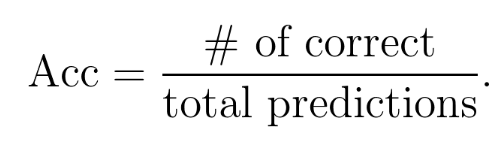 Acc = # of correct / total predictions.